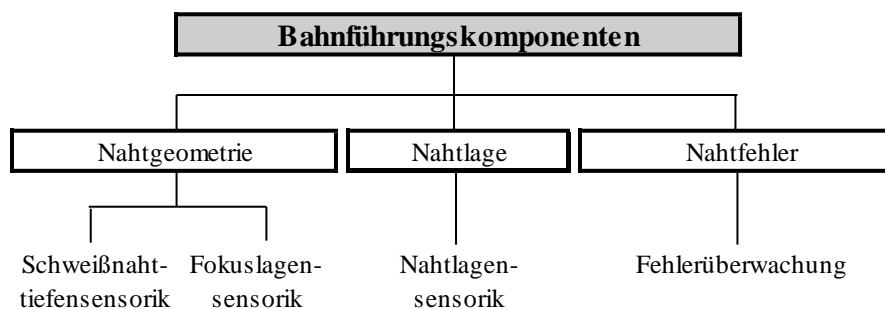 Bahnführungskomponenten
Nahtgeometrie
Nahtlage
Nahtfehler
Schweißnaht-
tiefensensorik
Fokuslagen-
sensorik
Nahtlagen-
sensorik
Fehlerüberwachung